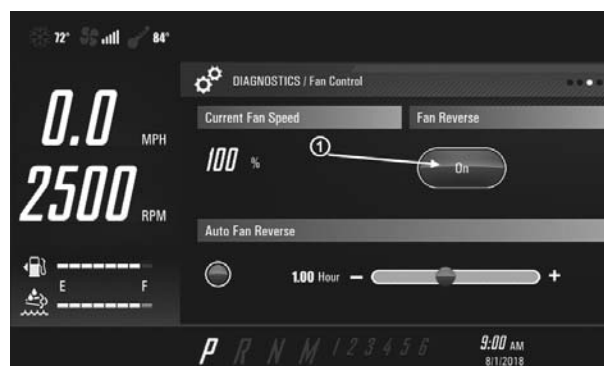 72° 84°
DIAGNOSTICS / Fan Control
0.0 MPH
2500 RPM
Current Fan Speed
Fan Reverse
100 %
1
On
Auto Fan Reverse
1.00 Hour − +
E F
P R N M 1 2 3 4 5 6
9:00 AM
8/1/2018